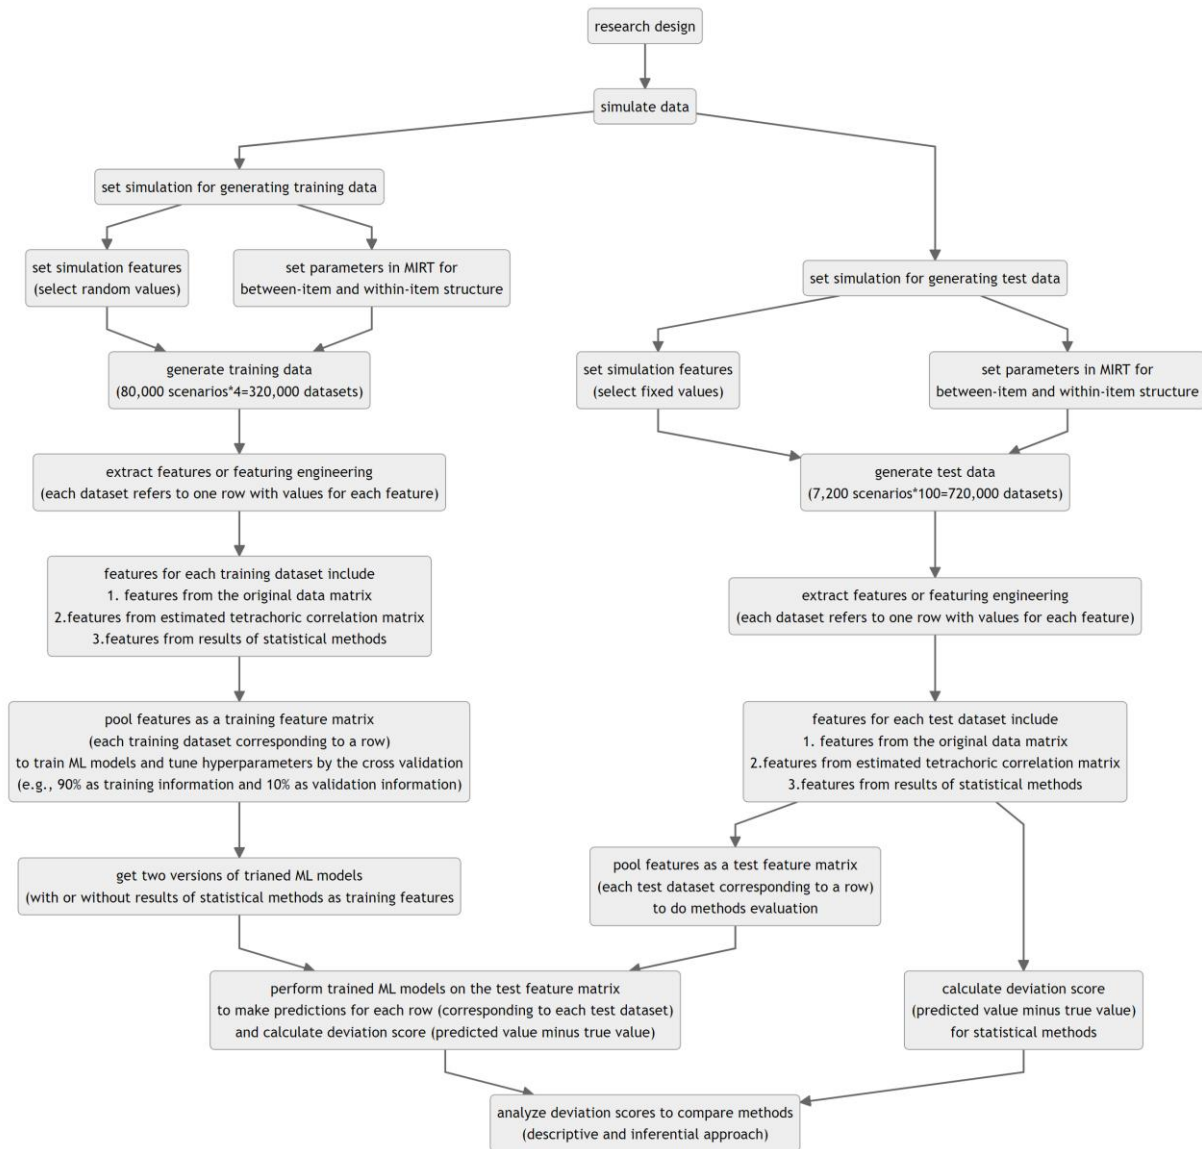 research design
simulate data
set simulation for generating training data
set simulation features
(select random values)
set parameters in MIRT for
between-item and within-item structure
generate training data
(80,000 scenarios*4=320,000 datasets)
extract features or featuring engineering
(each dataset refers to one row with values for each feature)
features for each training dataset include
1. features from the original data matrix
2.features from estimated tetrachoric correlation matrix
3.features from results of statistical methods
pool features as a training feature matrix
(each training dataset corresponding to a row)
to train ML models and tune hyperparameters by the cross validation
(e.g., 90% as training information and 10% as validation information)
get two versions of trianed ML models
(with or without results of statistical methods as training features
set simulation for generating test data
set simulation features
(select fixed values)
set parameters in MIRT for
between-item and within-item structure
generate test data
(7,200 scenarios*100=720,000 datasets)
extract features or featuring engineering
(each dataset refers to one row with values for each feature)
features for each test dataset include
1. features from the original data matrix
2.features from estimated tetrachoric correlation matrix
3.features from results of statistical methods
pool features as a test feature matrix
(each test dataset corresponding to a row)
to do methods evaluation
perform trained ML models on the test feature matrix
to make predictions for each row (corresponding to each test dataset)
and calculate deviation score (predicted value minus true value)
calculate deviation score
(predicted value minus true value)
for statistical methods
analyze deviation scores to compare methods
(descriptive and inferential approach)